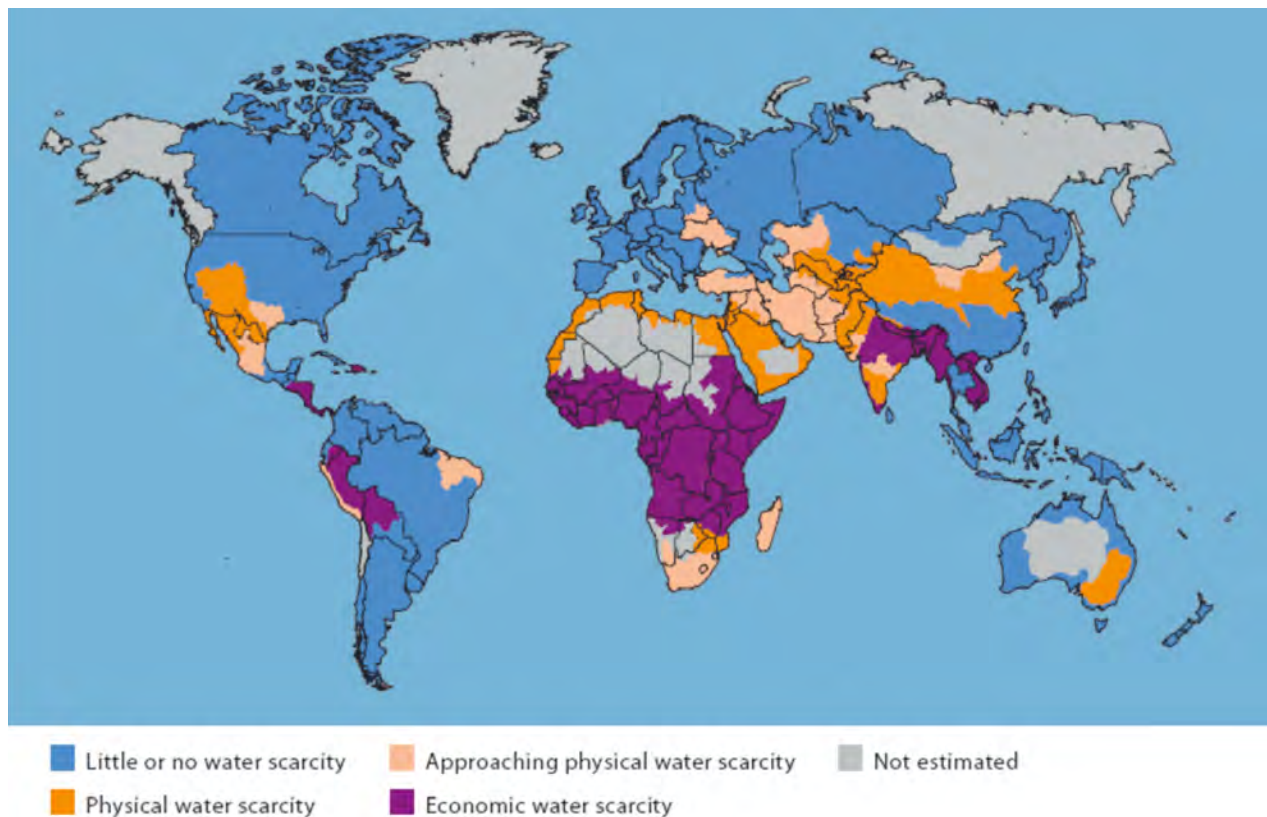 Little or no water scarcity
Approaching physical water scarcity
Not estimated
Physical water scarcity
Economic water scarcity